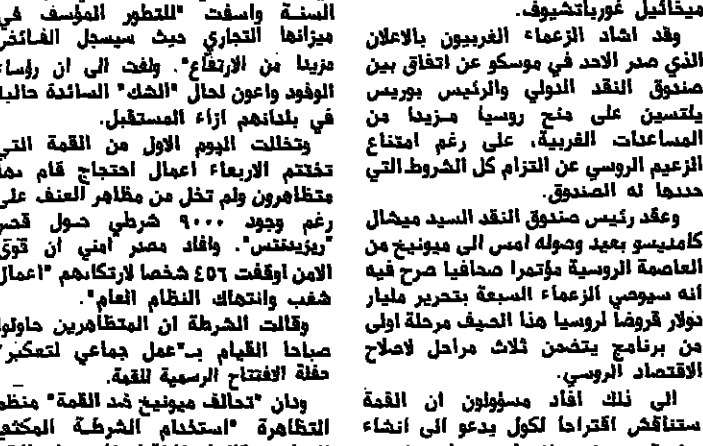 ميخائيل غورباتشيوف.
وقد اشاد الزعماء الغربيون بالاعلان
الذي صدر الاحد في موسكو عن اتفاق بين
صندوق النقد الدولي والرئيس بوريس
يلتسين على منح روسيا مزيدا من
المساعدات الغربية، على رغم امتناع
الزعيم الروسي عن التزام كل الشروط التي
حددها له الصندوق.
وعقد رئيس صندوق النقد السيد ميشال
كامديسو بعيد وصوله امس الى ميونيخ من
العاصمة الروسية مؤتمرا صحافيا صرح فيه
انه سيوصي الزعماء السبعة بتحرير مليار
دولار قروضا لروسيا هذا الصيف مرحلة اولى
من برنامج يتضمن ثلاث مراحل لاصلاح
الاقتصاد الروسي.
الى ذلك افاد مسؤولون ان القمة
ستناقش اقتراحا لكول يدعو الى انشاء
السنة واسفت "للتطور المؤسف في
ميزانها التجاري حيث سيسجل الفائض
مزيدا من الارتفاع". ولفت الى ان رؤساء
الوفود واعون لحال "الشك" السائدة حاليا
في بلدانهم ازاء المستقبل.
وتخللت اليوم الاول من القمة التي
تختتم الاربعاء اعمال احتجاج قام بها
متظاهرون ولم تخل من مظاهر العنف على
رغم وجود ٩٠٠٠ شرطي حول قصر
"ريزيدنتس". وافاد مصدر امني ان قوى
الامن اوقفت ٤٥٦ شخصا لارتكابهم "اعمال
شغب وانتهاك النظام العام".
وقالت الشرطة ان المتظاهرين حاولوا
صباحا القيام بـ"عمل جماعي لتعكير"
حفلة الافتتاح الرسمية للقمة.
ودان "تحالف ميونيخ ضد القمة" منظم
التظاهرة "استخدام الشرطة المكثف